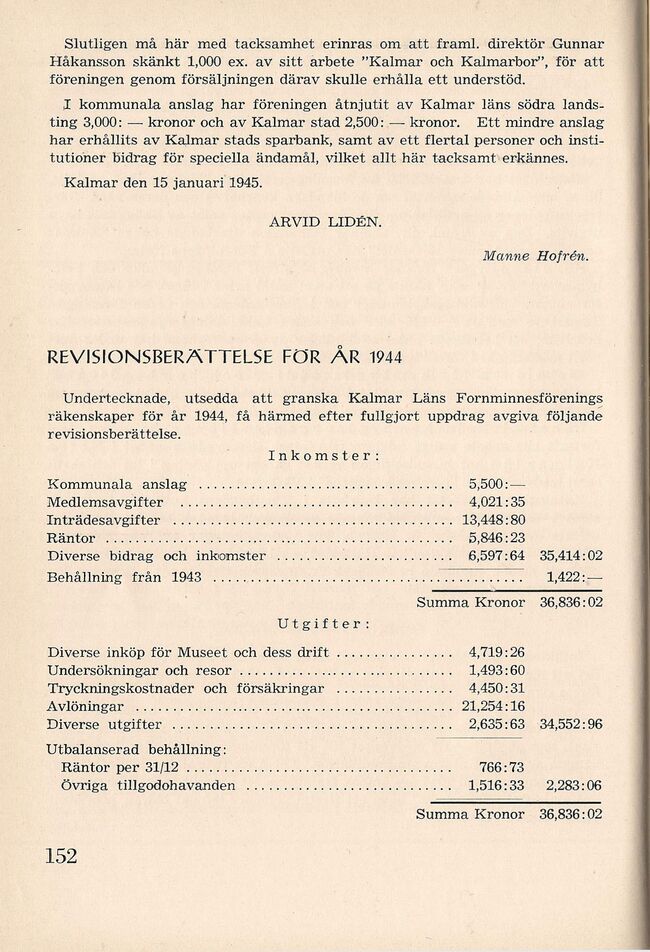 Slutligen må här med tacksamhet erinras om att framl. direktör Gunnar
Håkansson skänkt 1,000 ex. av sitt arbete "Kalmar och Kalmarbor", för att
föreningen genom försäljningen därav skulle erhålla ett understöd.
I kommunala anslag har föreningen åtnjutit av Kalmar läns södra lands-
ting 3,000: — kronor och av Kalmar stad 2,500: — kronor. Ett mindre anslag
har erhållits av Kalmar stads sparbank, samt av ett flertal personer och insti-
tutioner bidrag för speciella ändamål, vilket allt här tacksamt erkännes.
Kalmar den 15 januari 1945.
ARVID LIDÉN.
Manne Hofrén.
REVISIONSBERÄTTELSE FÖR ÅR 1944
Undertecknade, utsedda att granska Kalmar Läns Fornminnesförenings
räkenskaper för år 1944, få härmed efter fullgjort uppdrag avgiva följande
revisionsberättelse.
Inkomster:
Kommunala anslag .................................. 5,500:—
Medlemsavgifter .................................... 4,021:35
Inträdesavgifter ..................................... 13,448:80
Räntor .............................................. 5,846:23
Diverse bidrag och inkomster ........................ 6,597:64 35,414:02
Behållning från 1943 ......................................... 1,422:—
Summa Kronor 36,836:02
Utgifter:
Diverse inköp för Museet och dess drift ................ 4,719:26
Undersökningar och resor ............................. 1,493:60
Tryckningskostnader och försäkringar ................ 4,450:31
Avlöningar .......................................... 21,254:16
Diverse utgifter ..................................... 2,635:63 34,552:96
Utbalanserad behållning:
Räntor per 31/12 .................................... 766:73
Övriga tillgodohavanden ............................ 1,516:33 2,283:06
Summa Kronor 36,836:02
152